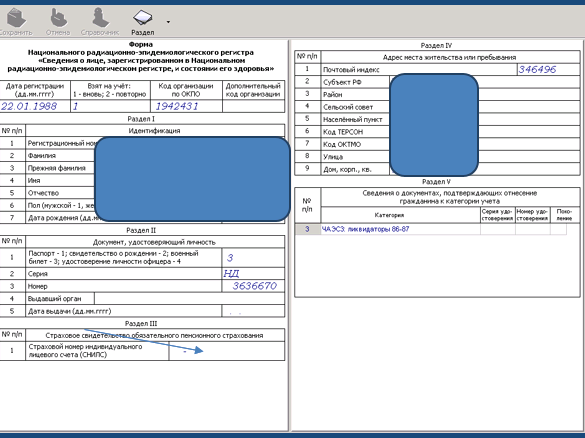 Сохранить Отмена Справочник Раздел
Форма
Национального радиационно-эпидемиологического регистра
«Сведения о лице, зарегистрированном в Национальном
радиационно-эпидемиологическом регистре, и состоянии его здоровья»
Дата регистрации (дд.мм.гггг) Взят на учёт: 1 - вновь; 2 - повторно Код организации по ОКПО Дополнительный код организации
22.01.1988 1 1942431
Раздел I
№ п/п Идентификация
1 Регистрационный
2 Фамилия
3 Прежняя фамилия
4 Имя
5 Отчество
6 Пол (мужской - 1,
7 Дата рождения
Раздел II
№ п/п Документ, удостоверяющий личность
1 Паспорт - 1; свидетельство о рождении - 2; военный
билет - 3; удостоверение личности офицера - 4 3
2 Серия НД
3 Номер 3636670
4 Выдавший орган
5 Дата выдачи (дд.мм.гггг) . .
Раздел III
№ п/п Страховое свидетельство обязательного пенсионного страхования
1 Страховой номер индивидуального
лицевого счета (СНИЛС) -
Раздел IV
№ п/п Адрес места жительства или пребывания
1 Почтовый индекс 346496
2 Субъект РФ
3 Район
4 Сельский совет
5 Населённый пункт
6 Код ТЕРСОН
7 Код ОКТМО
8 Улица
9 Дом, корп., кв.
Раздел V
№ п/п Сведения о документах, подтверждающих отнесение
гражданина к категории учета
Категория Серия удостоверения Номер удостоверения Поколение
3 ЧАЭС3: ликвидаторы 86-87